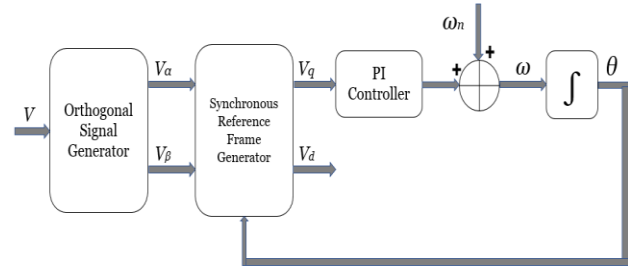 V
Orthogonal
Signal
Generator
Vα
Vβ
Synchronous
Reference
Frame
Generator
Vq
Vd
PI
Controller
ωn
+
+
ω
∫
θ